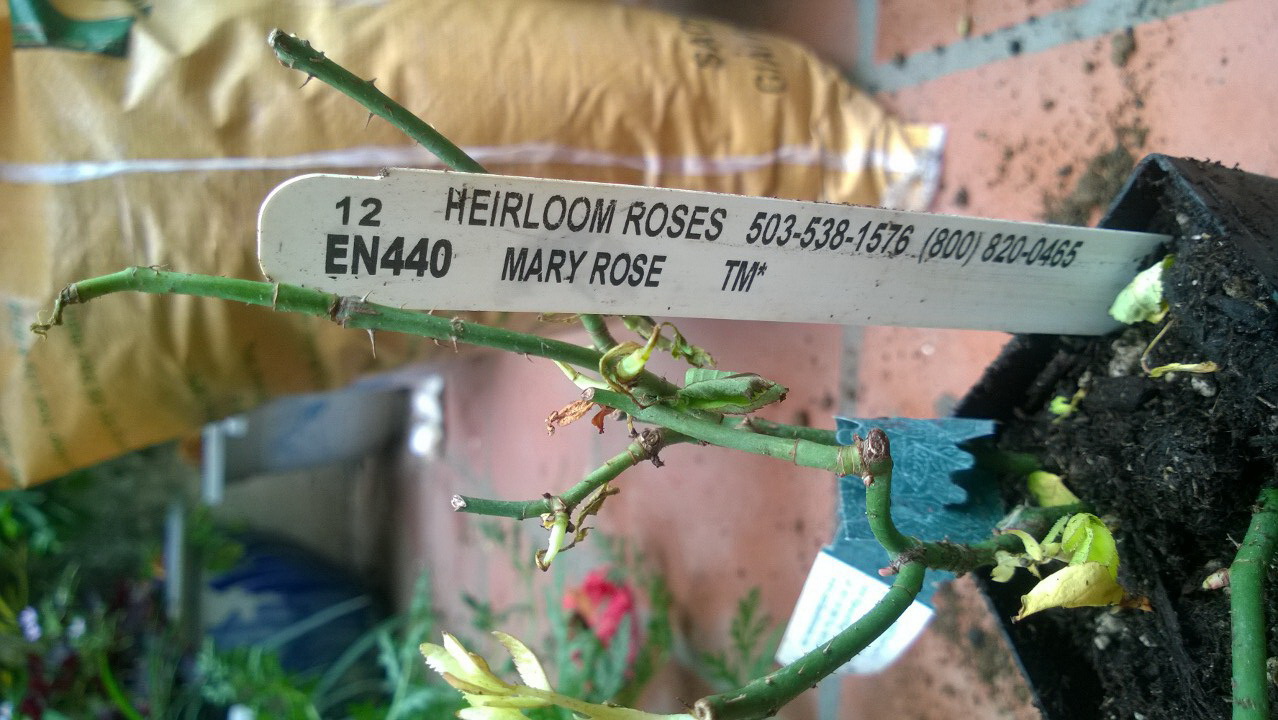 12 HEIRLOOM ROSES 503-538-1576 (800) 820-0465
EN440 MARY ROSE TM*